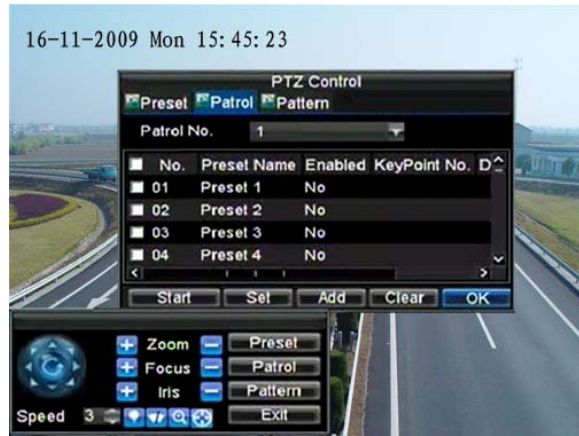 16-11-2009 Mon 15:45:23
PTZ Control
Preset Patrol Pattern
Patrol No. 1
No. Preset Name Enabled KeyPoint No. D
01 Preset 1 No
02 Preset 2 No
03 Preset 3 No
04 Preset 4 No
Start Set Add Clear OK
Zoom Preset
Focus Patrol
Iris Pattern
Speed 3 Exit